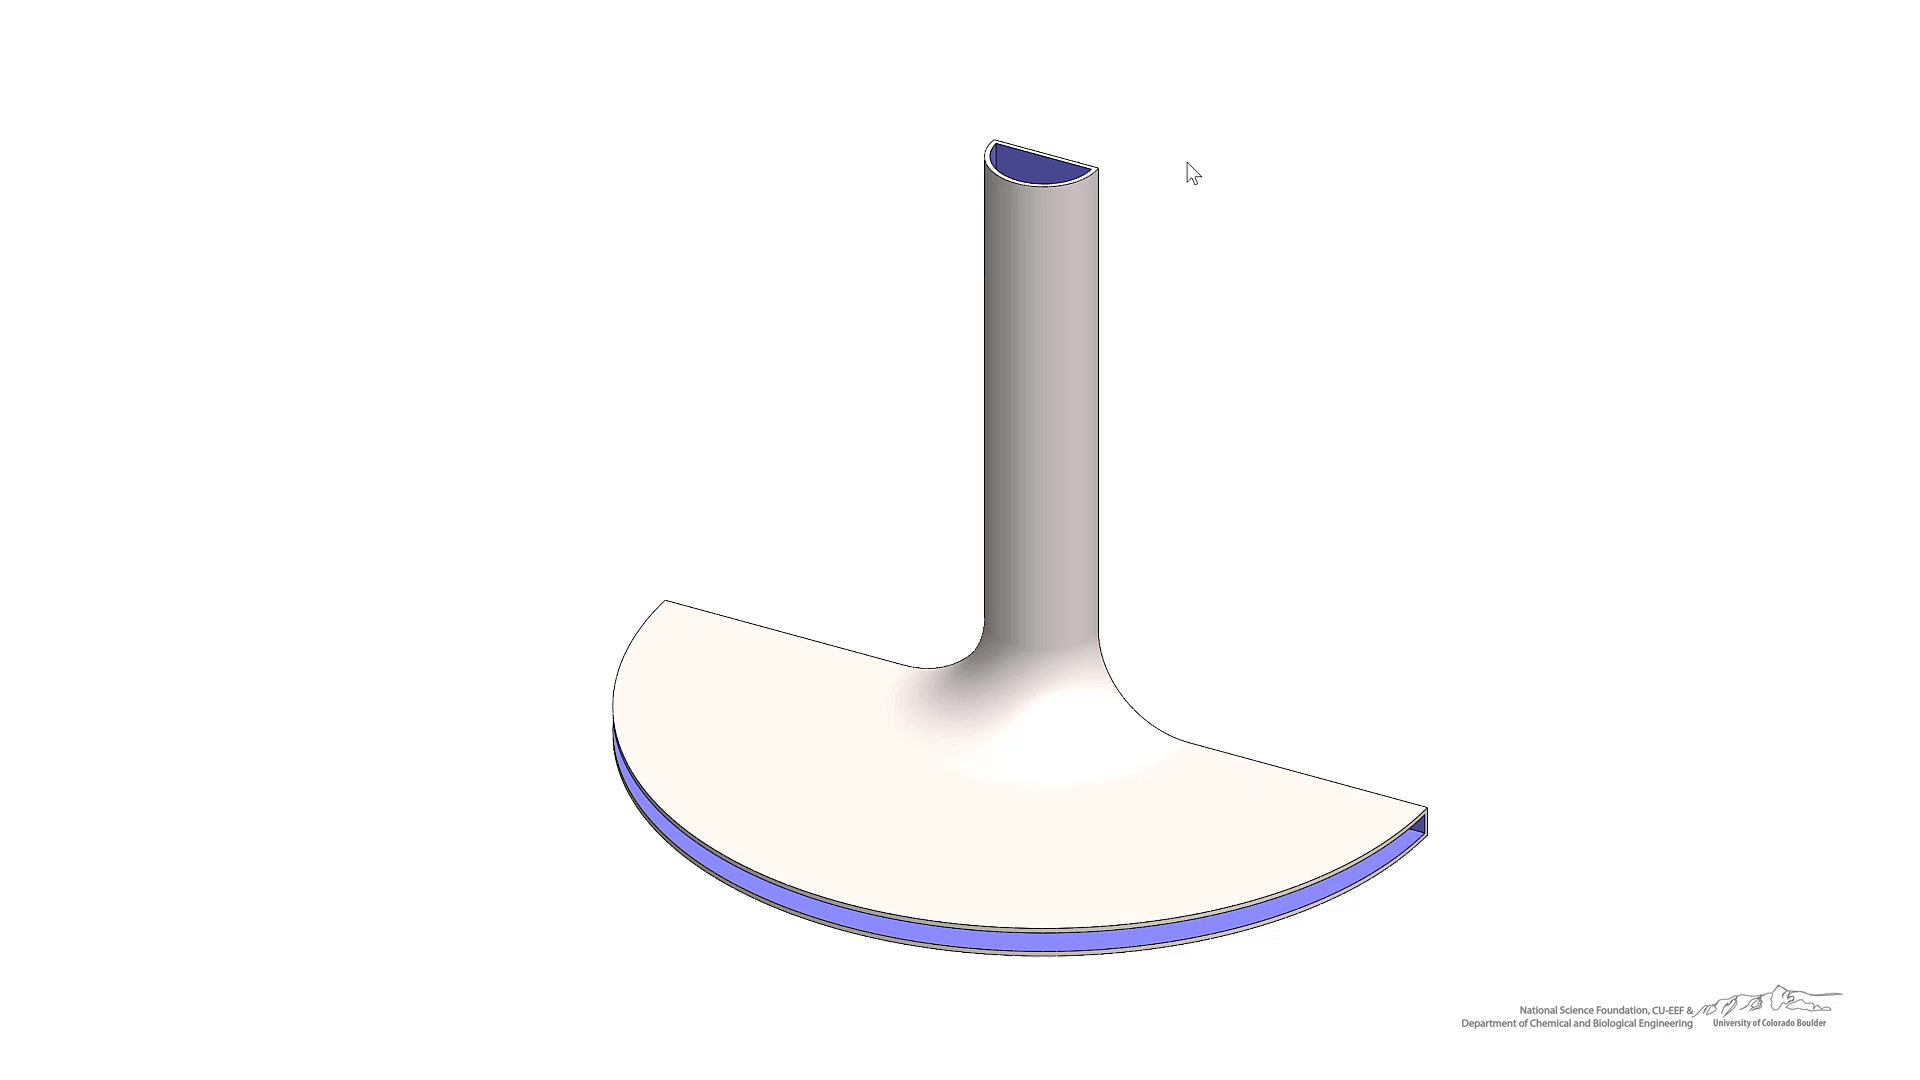 National Science Foundation, CU-EEF &
Department of Chemical and Biological Engineering
University of Colorado Boulder